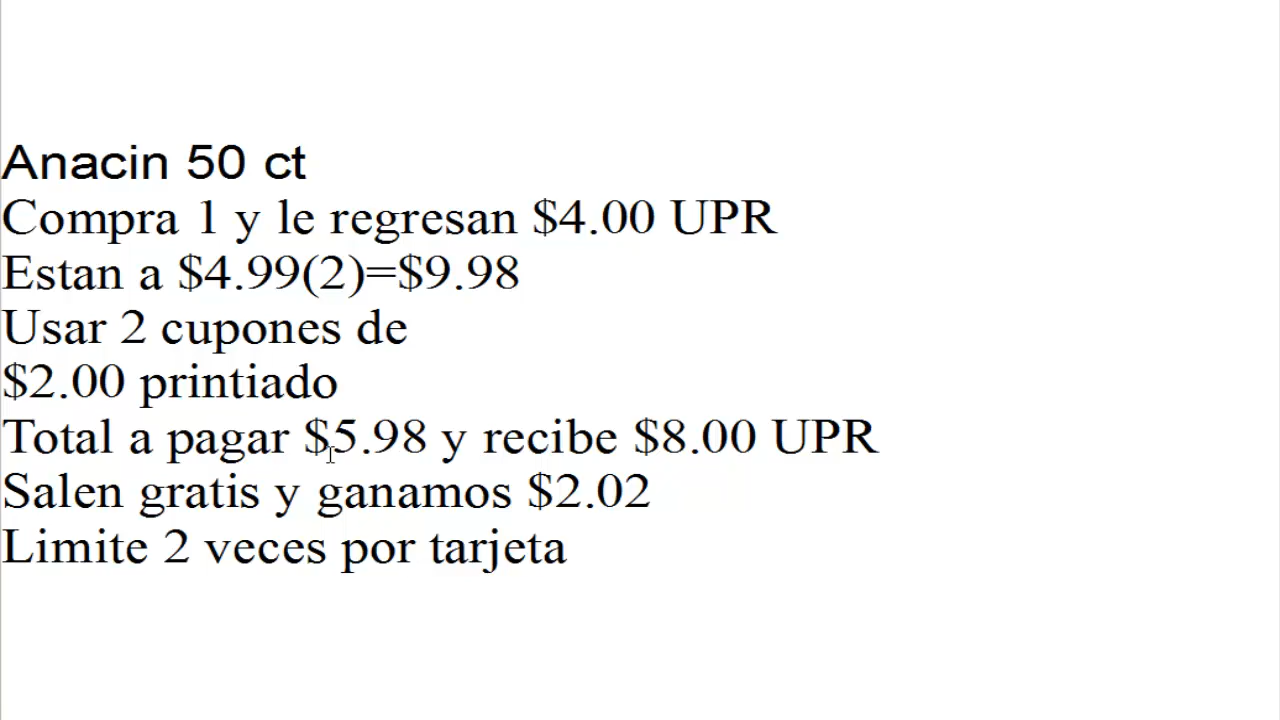 Anacin 50 ct
Compra 1 y le regresan $4.00 UPR
Estan a $4.99(2)=$9.98
Usar 2 cupones de
$2.00 printiado
Total a pagar $5.98 y recibe $8.00 UPR
Salen gratis y ganamos $2.02
Limite 2 veces por tarjeta